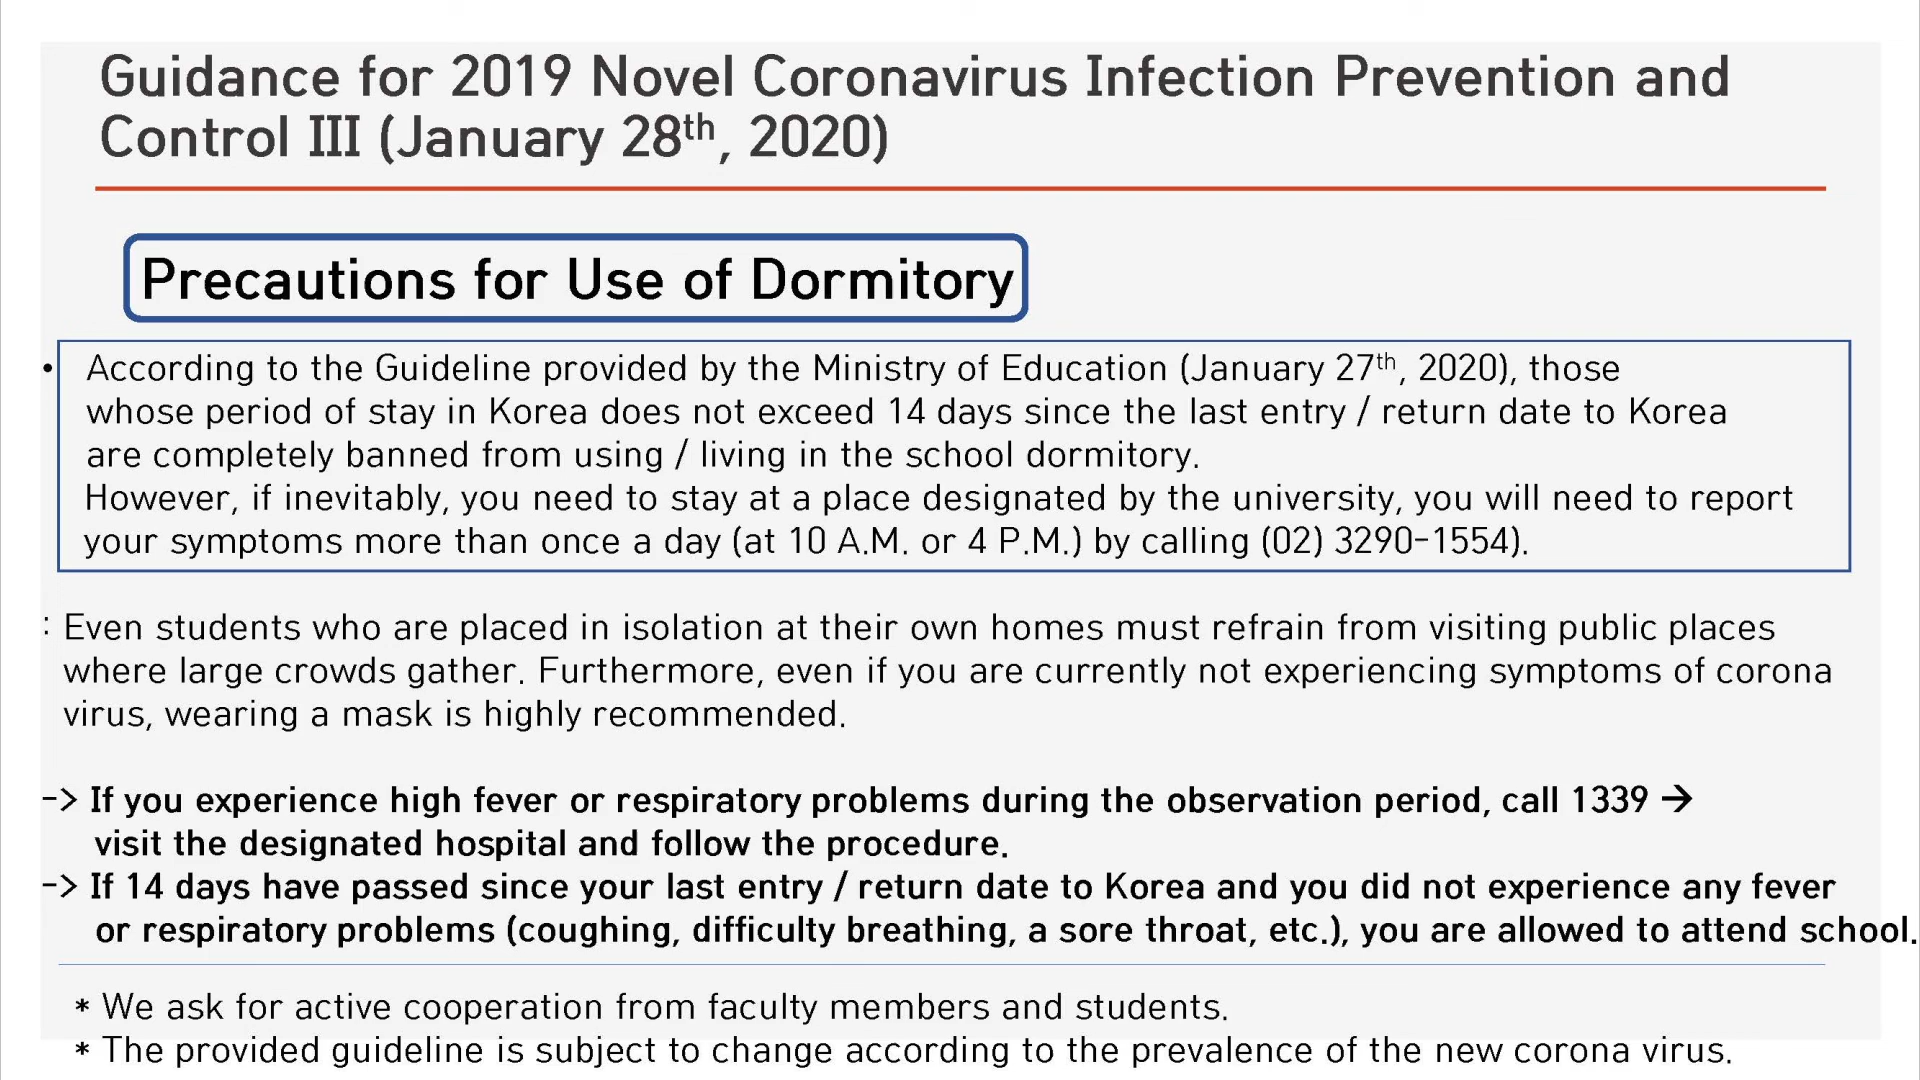 Guidance for 2019 Novel Coronavirus Infection Prevention and
Control III (January 28th, 2020)
Precautions for Use of Dormitory
• According to the Guideline provided by the Ministry of Education (January 27th, 2020), those
whose period of stay in Korea does not exceed 14 days since the last entry / return date to Korea
are completely banned from using / living in the school dormitory.
However, if inevitably, you need to stay at a place designated by the university, you will need to report
your symptoms more than once a day (at 10 A.M. or 4 P.M.) by calling (02) 3290-1554).
: Even students who are placed in isolation at their own homes must refrain from visiting public places
where large crowds gather. Furthermore, even if you are currently not experiencing symptoms of corona
virus, wearing a mask is highly recommended.
-> If you experience high fever or respiratory problems during the observation period, call 1339 →
visit the designated hospital and follow the procedure.
-> If 14 days have passed since your last entry / return date to Korea and you did not experience any fever
or respiratory problems (coughing, difficulty breathing, a sore throat, etc.), you are allowed to attend school.
* We ask for active cooperation from faculty members and students.
* The provided guideline is subject to change according to the prevalence of the new corona virus.